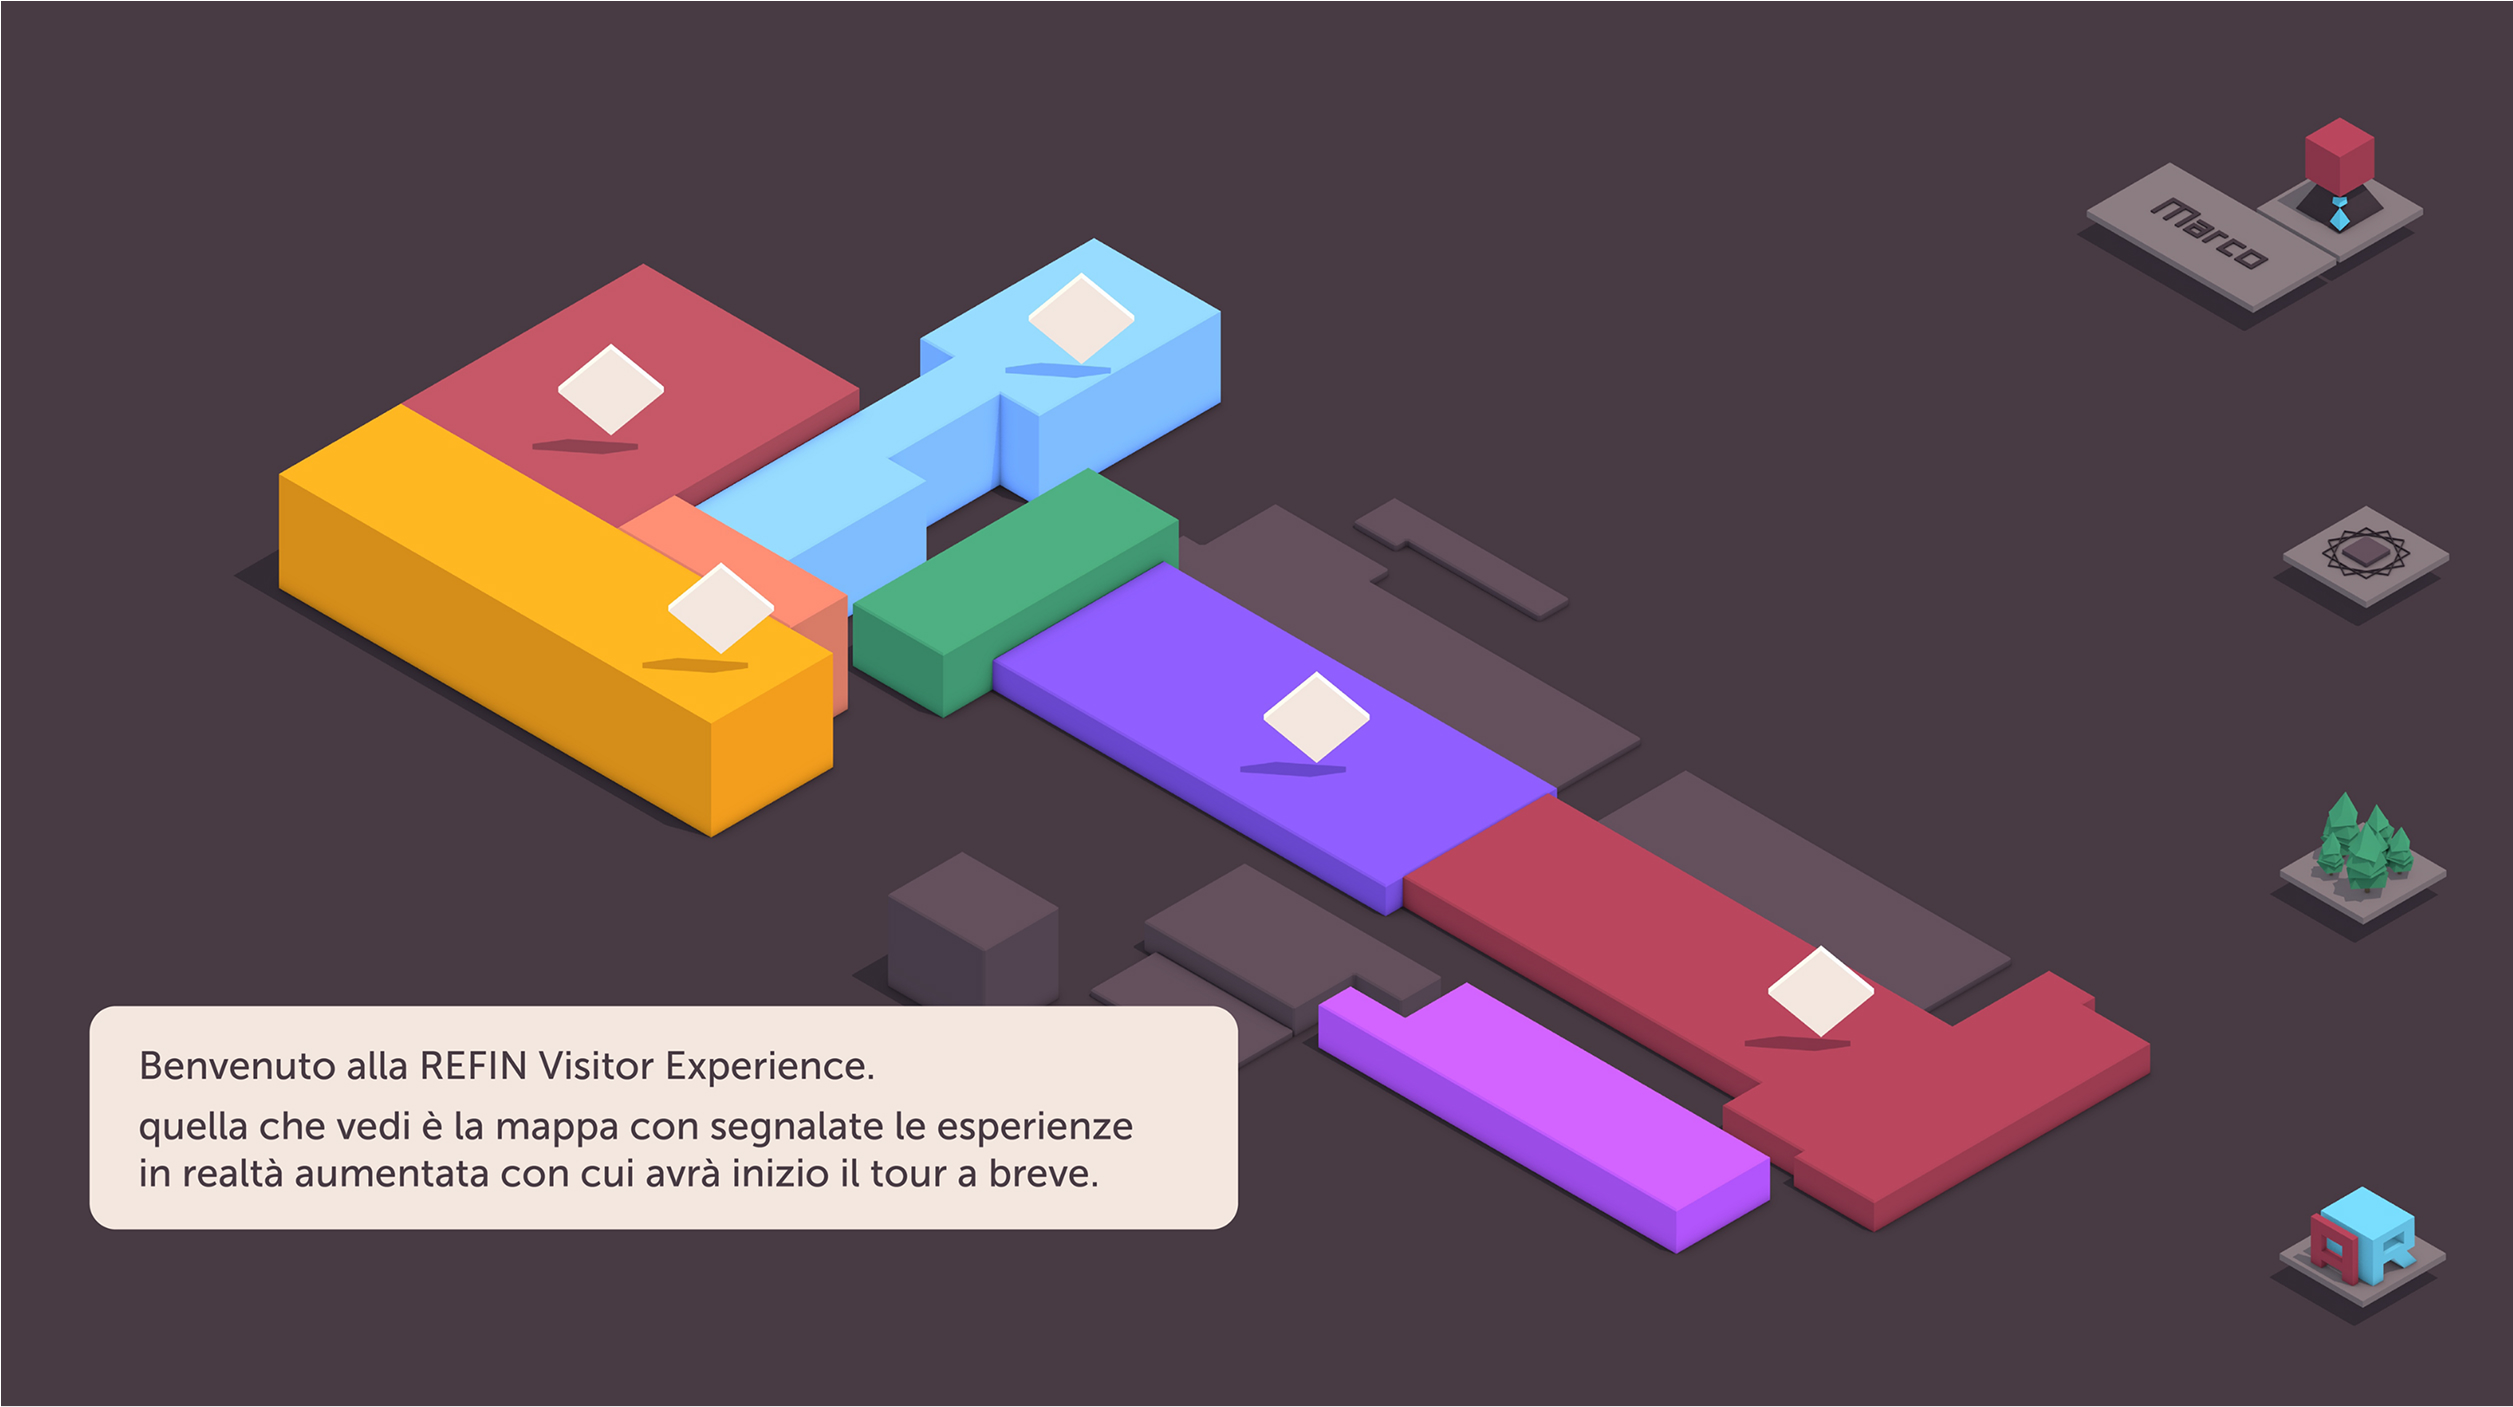 Marco
Benvenuto alla REFIN Visitor Experience.
quella che vedi è la mappa con segnalate le esperienze
in realtà aumentata con cui avrà inizio il tour a breve.
AR